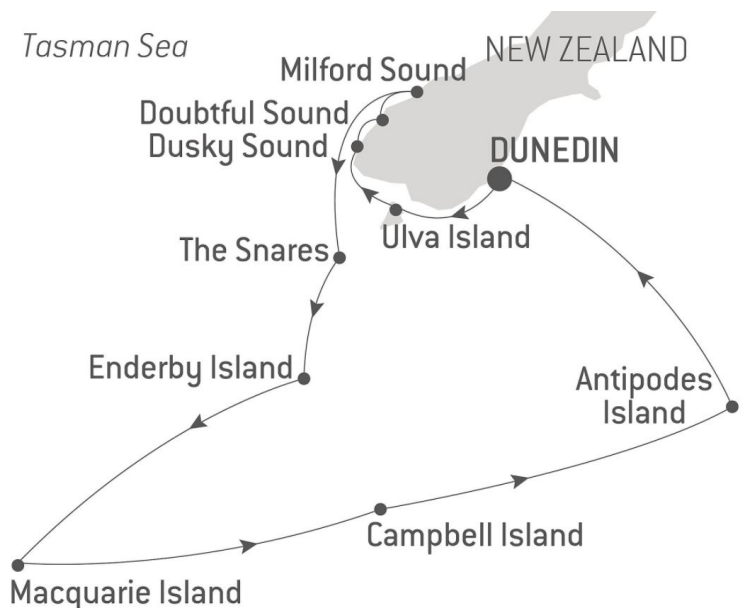 Tasman Sea
NEW ZEALAND
Milford Sound
Doubtful Sound
Dusky Sound
DUNEDIN
Ulva Island
The Snares
Enderby Island
Antipodes
Island
Campbell Island
Macquarie Island